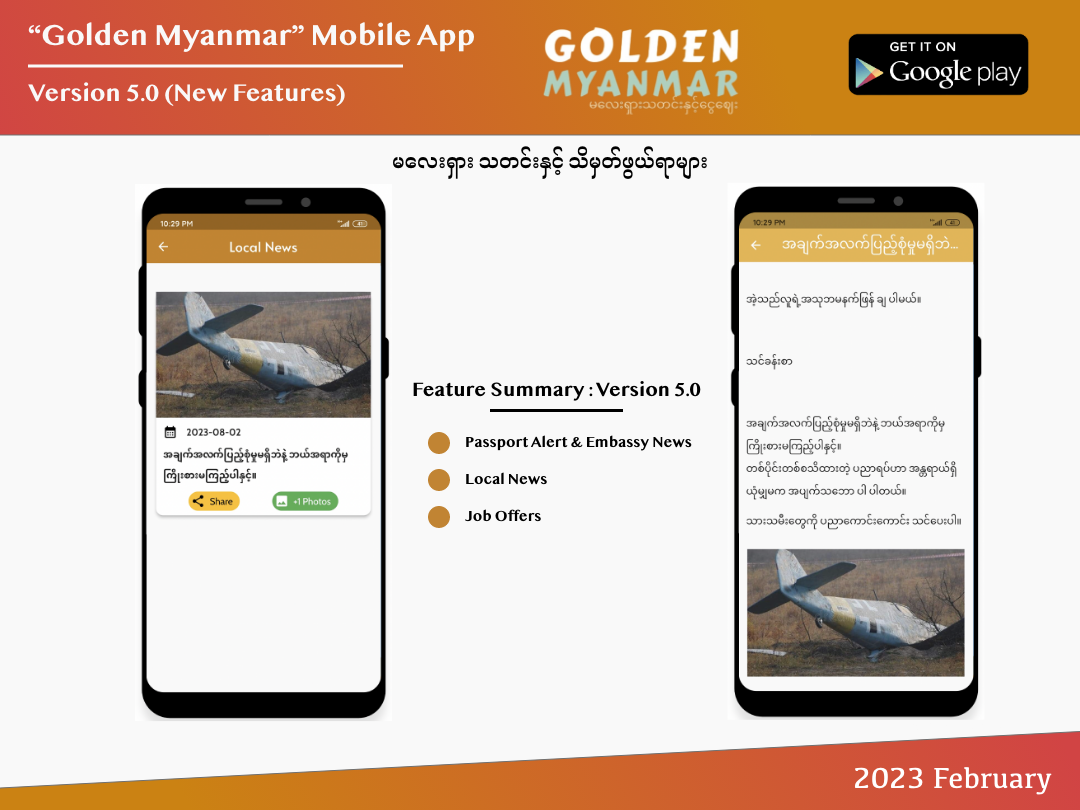 “Golden Myanmar” Mobile App
Version 5.0 (New Features)
GOLDEN
MYANMAR
မလေးရှားသတင်းနှင့်ငွေဈေး
GET IT ON
Google play
မလေးရှား သတင်းနှင့် သိမှတ်ဖွယ်ရာများ
10:29 PM
Local News
2023-08-02
အချက်အလက်ပြည့်စုံမှုမရှိဘဲနဲ့ ဘယ်အရာကိုမှ
ကြိုးစားမကြည့်ပါနှင့်။
Share
+1 Photos
Feature Summary : Version 5.0
Passport Alert & Embassy News
Local News
Job Offers
10:29 PM
အချက်အလက်ပြည့်စုံမှုမရှိဘဲ...
အဲ့သည်လူရဲ့အသုဘမနက်ဖြန် ချ ပါမယ်။
သင်ခန်းစာ
အချက်အလက်ပြည့်စုံမှုမရှိဘဲနဲ့ ဘယ်အရာကိုမှ
ကြိုးစားမကြည့်ပါနှင့်။
တစ်ပိုင်းတစ်စသိထားတဲ့ ပညာရပ်ဟာ အန္တရာယ်ရှိ
ယုံမျှမက အပျက်သဘော ပါ ပါတယ်။
သားသမီးတွေကို ပညာကောင်းကောင်း သင်ပေးပါ။
2023 February